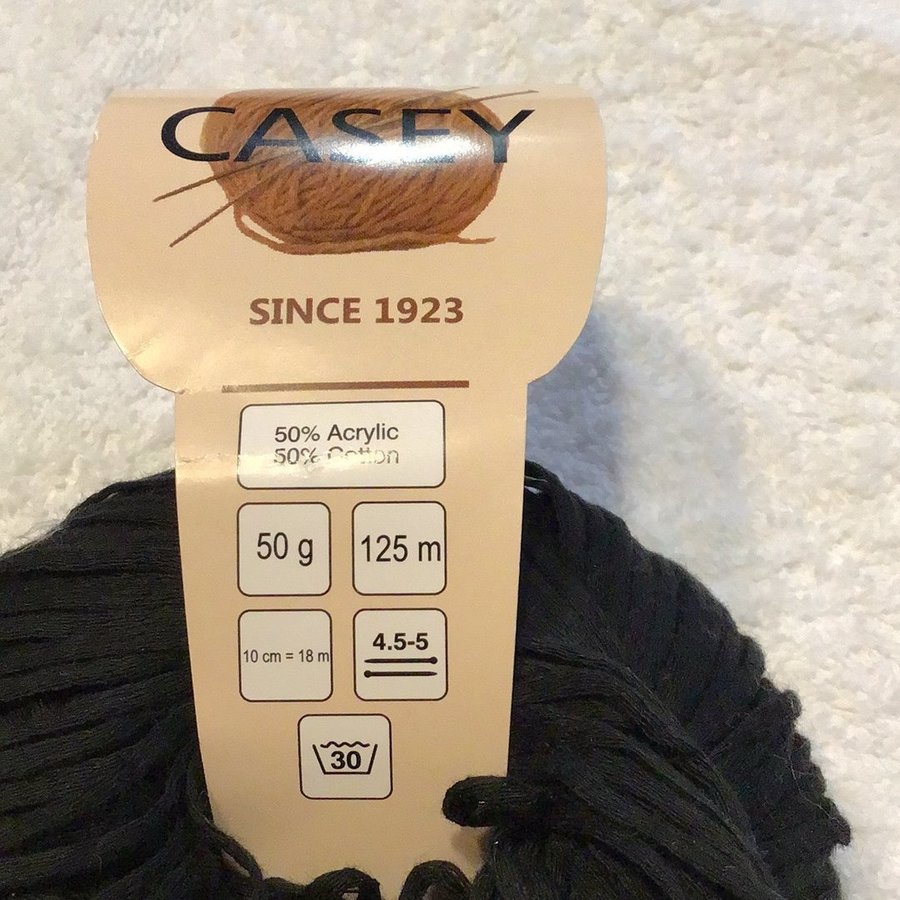 CASEY
SINCE 1923
50% Acrylic
50% Cotton
50 g
125 m
10 cm = 18 m
4.5-5
30